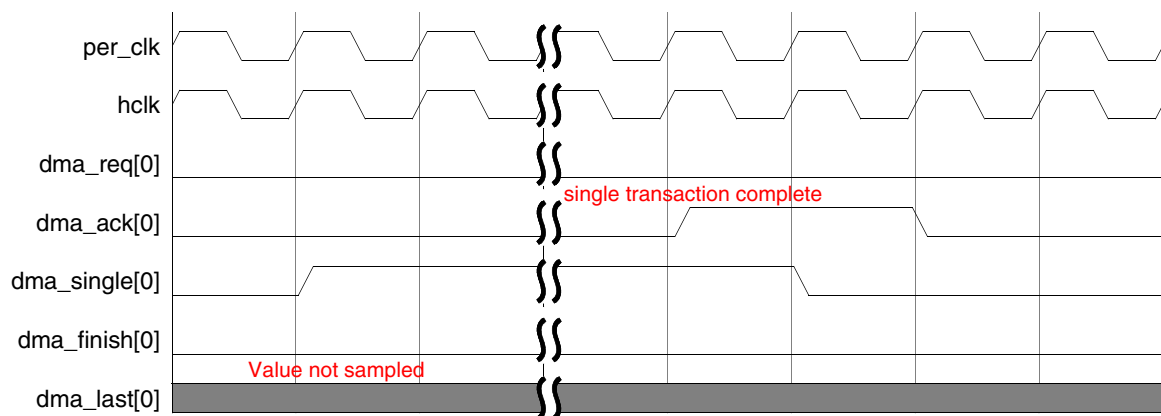 per_clk
hclk
dma_req[0]
single transaction complete
dma_ack[0]
dma_single[0]
dma_finish[0]
Value not sampled
dma_last[0]